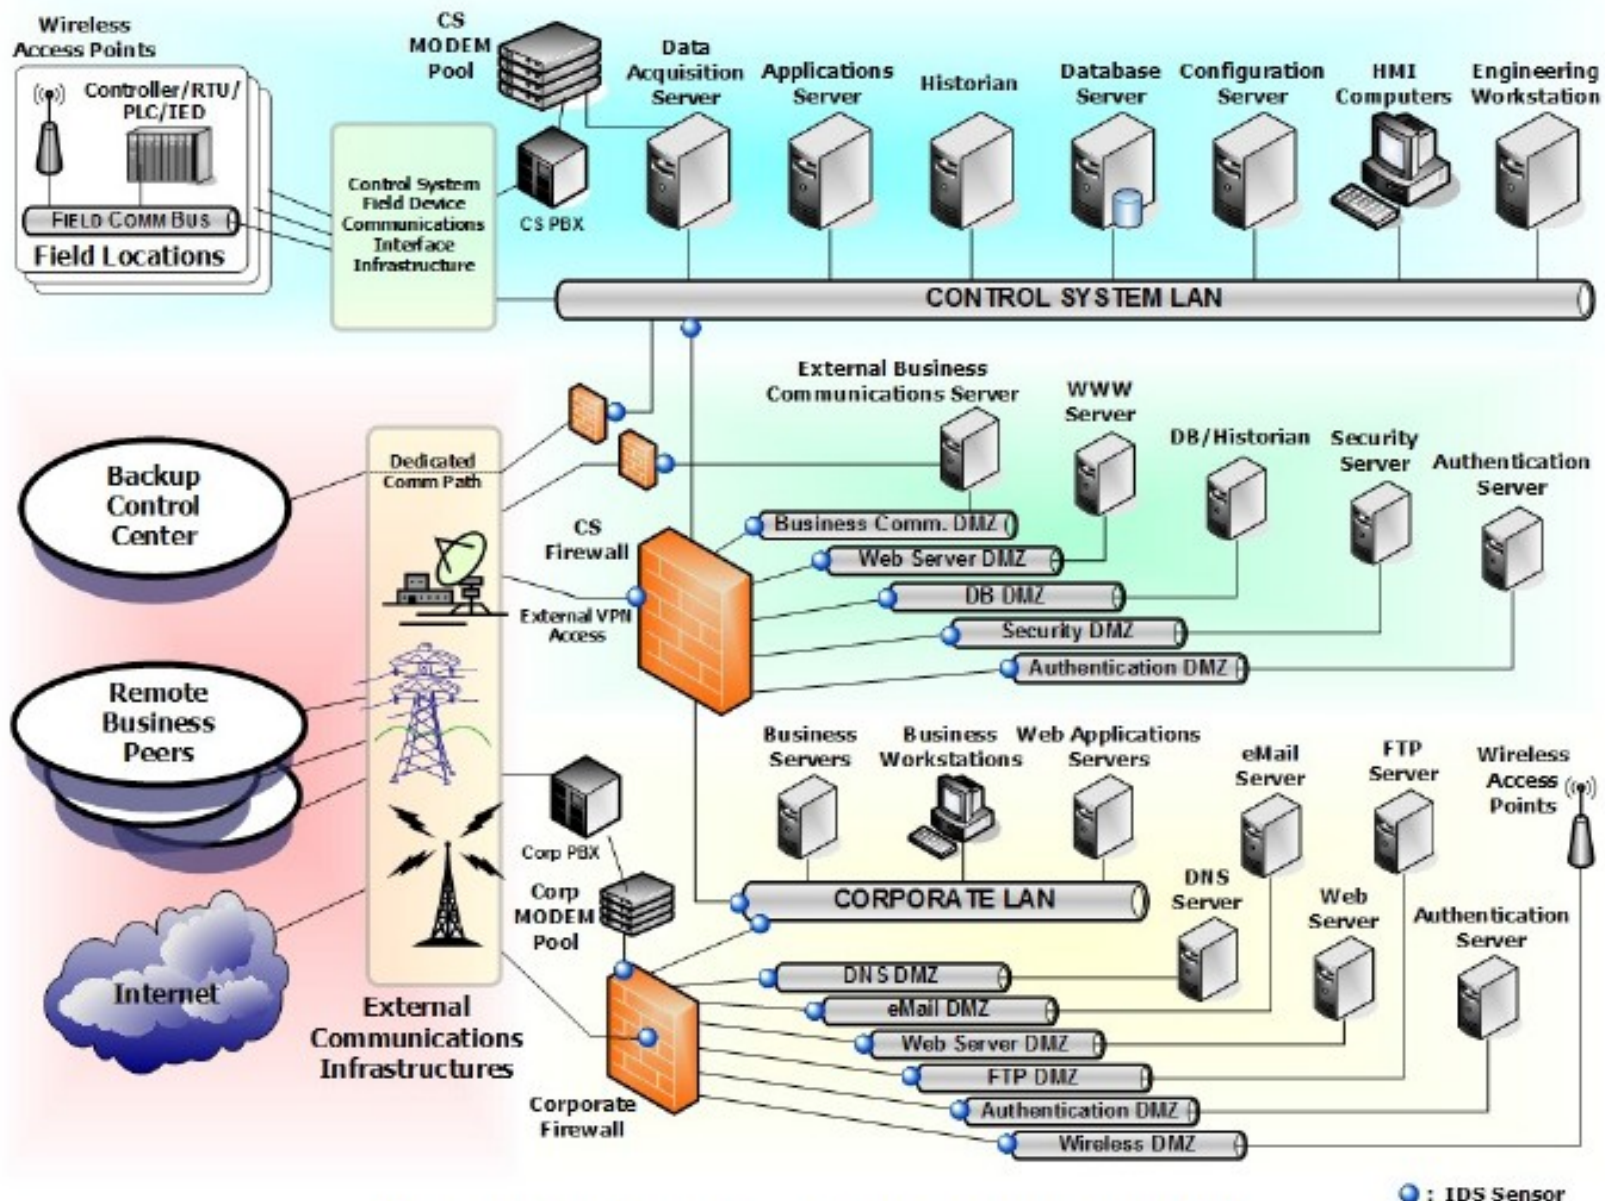 Wireless
Access Points
Controller/RTU/
PLC/IED
FIELD COMM BUS
Field Locations
Control System
Field Device
Communications
Interface
Infrastructure
CS
MODEM
Pool
CS PBX
Data
Acquisition
Server
Applications
Server
Historian
Database
Server
Configuration
Server
HMI
Computers
Engineering
Workstation
CONTROL SYSTEM LAN
Backup
Control
Center
Dedicated
Comm Path
External Business
Communications Server
WWW
Server
DB/Historian
Security
Server
Authentication
Server
CS
Firewall
External VPN
Access
Business Comm. DMZ
Web Server DMZ
DB DMZ
Security DMZ
Authentication DMZ
Remote
Business
Peers
Internet
External
Communications
Infrastructures
Corp PBX
Corp
MODEM
Pool
Corporate
Firewall
Business
Servers
Business
Workstations
Web Applications
Servers
eMail
Server
FTP
Server
Wireless
Access
Points
CORPORATE LAN
DNS
Server
Web
Server
Authentication
Server
DNS DMZ
eMail DMZ
Web Server DMZ
FTP DMZ
Authentication DMZ
Wireless DMZ
: IDS Sensor